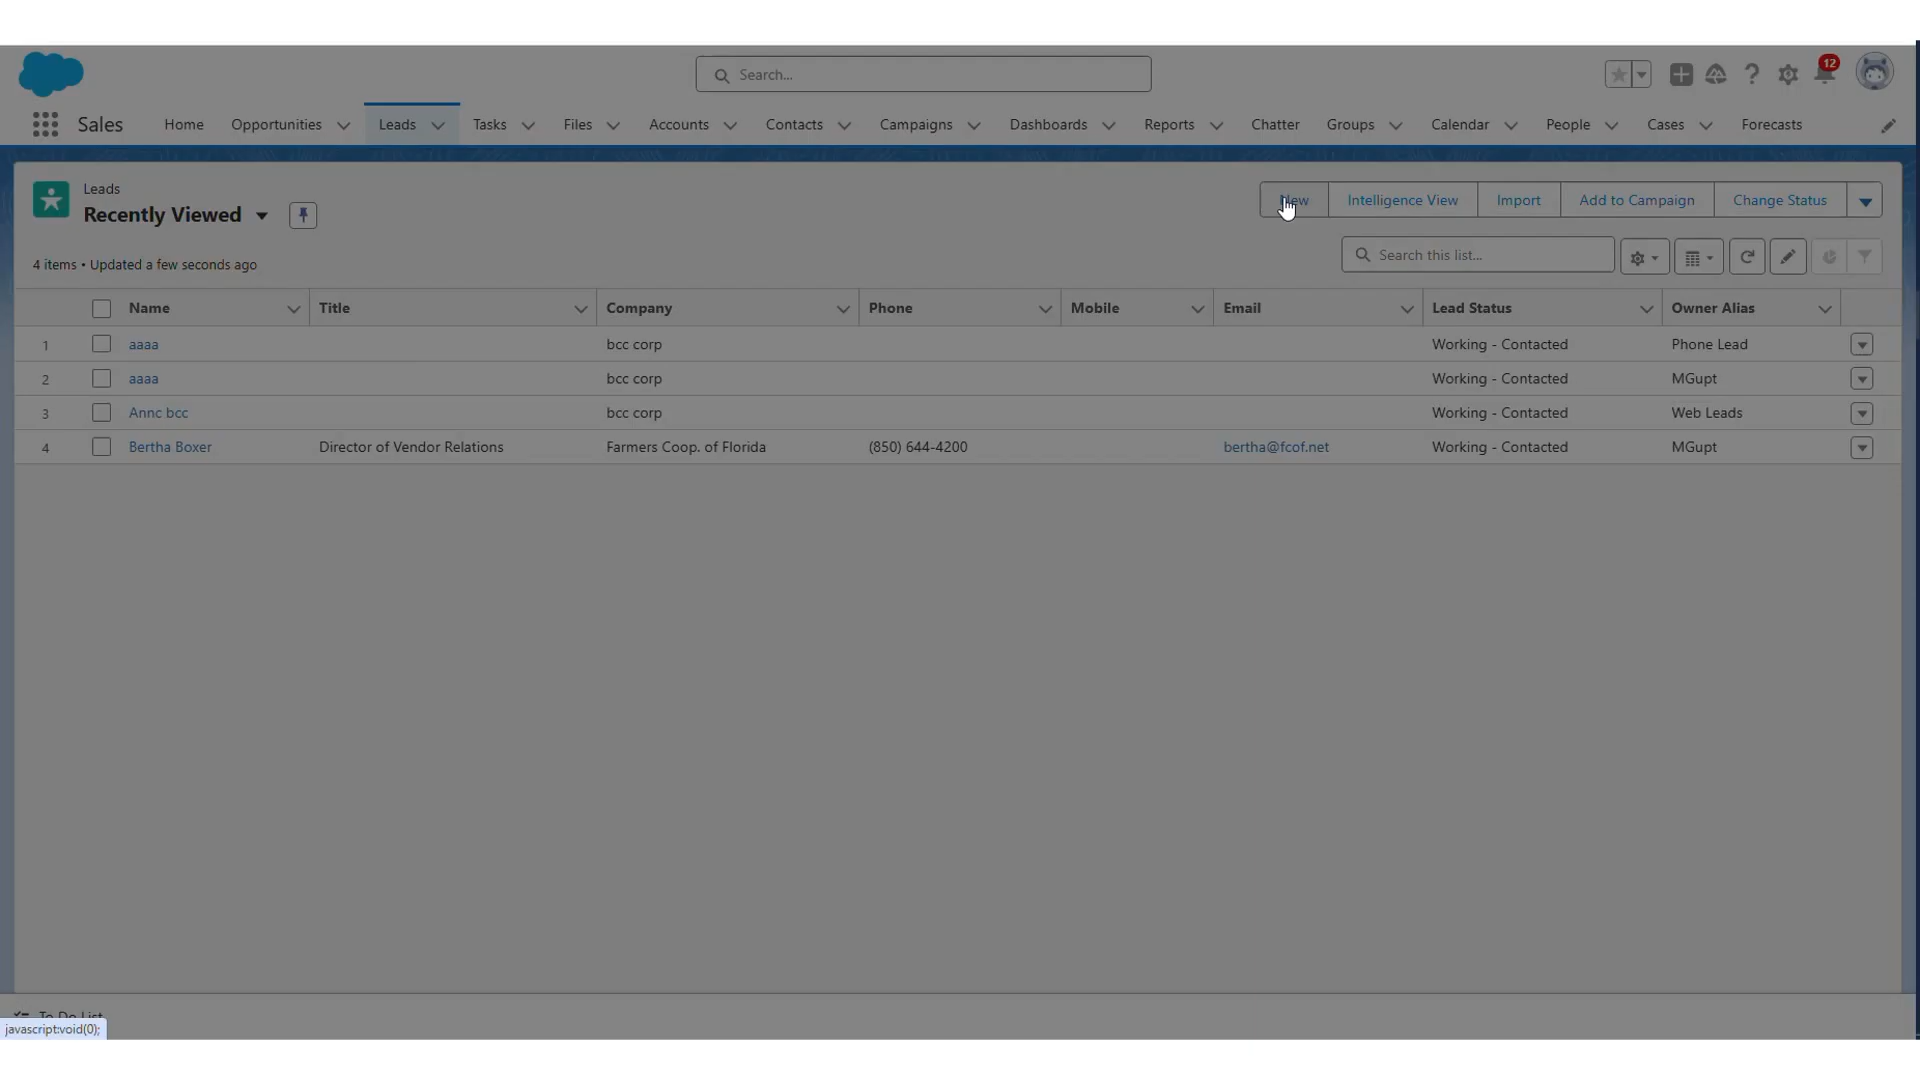 Search...
12
Sales Home Opportunities Leads Tasks Files Accounts Contacts Campaigns Dashboards Reports Chatter Groups Calendar People Cases Forecasts
Leads
Recently Viewed
New Intelligence View Import Add to Campaign Change Status
4 items • Updated a few seconds ago
Search this list...
Name Title Company Phone Mobile Email Lead Status Owner Alias
1 aaaa bcc corp Working - Contacted Phone Lead
2 aaaa bcc corp Working - Contacted MGupt
3 Annc bcc bcc corp Working - Contacted Web Leads
4 Bertha Boxer Director of Vendor Relations Farmers Coop. of Florida (850) 644-4200 bertha@fcof.net Working - Contacted MGupt
To Do List
javascript:void(0);